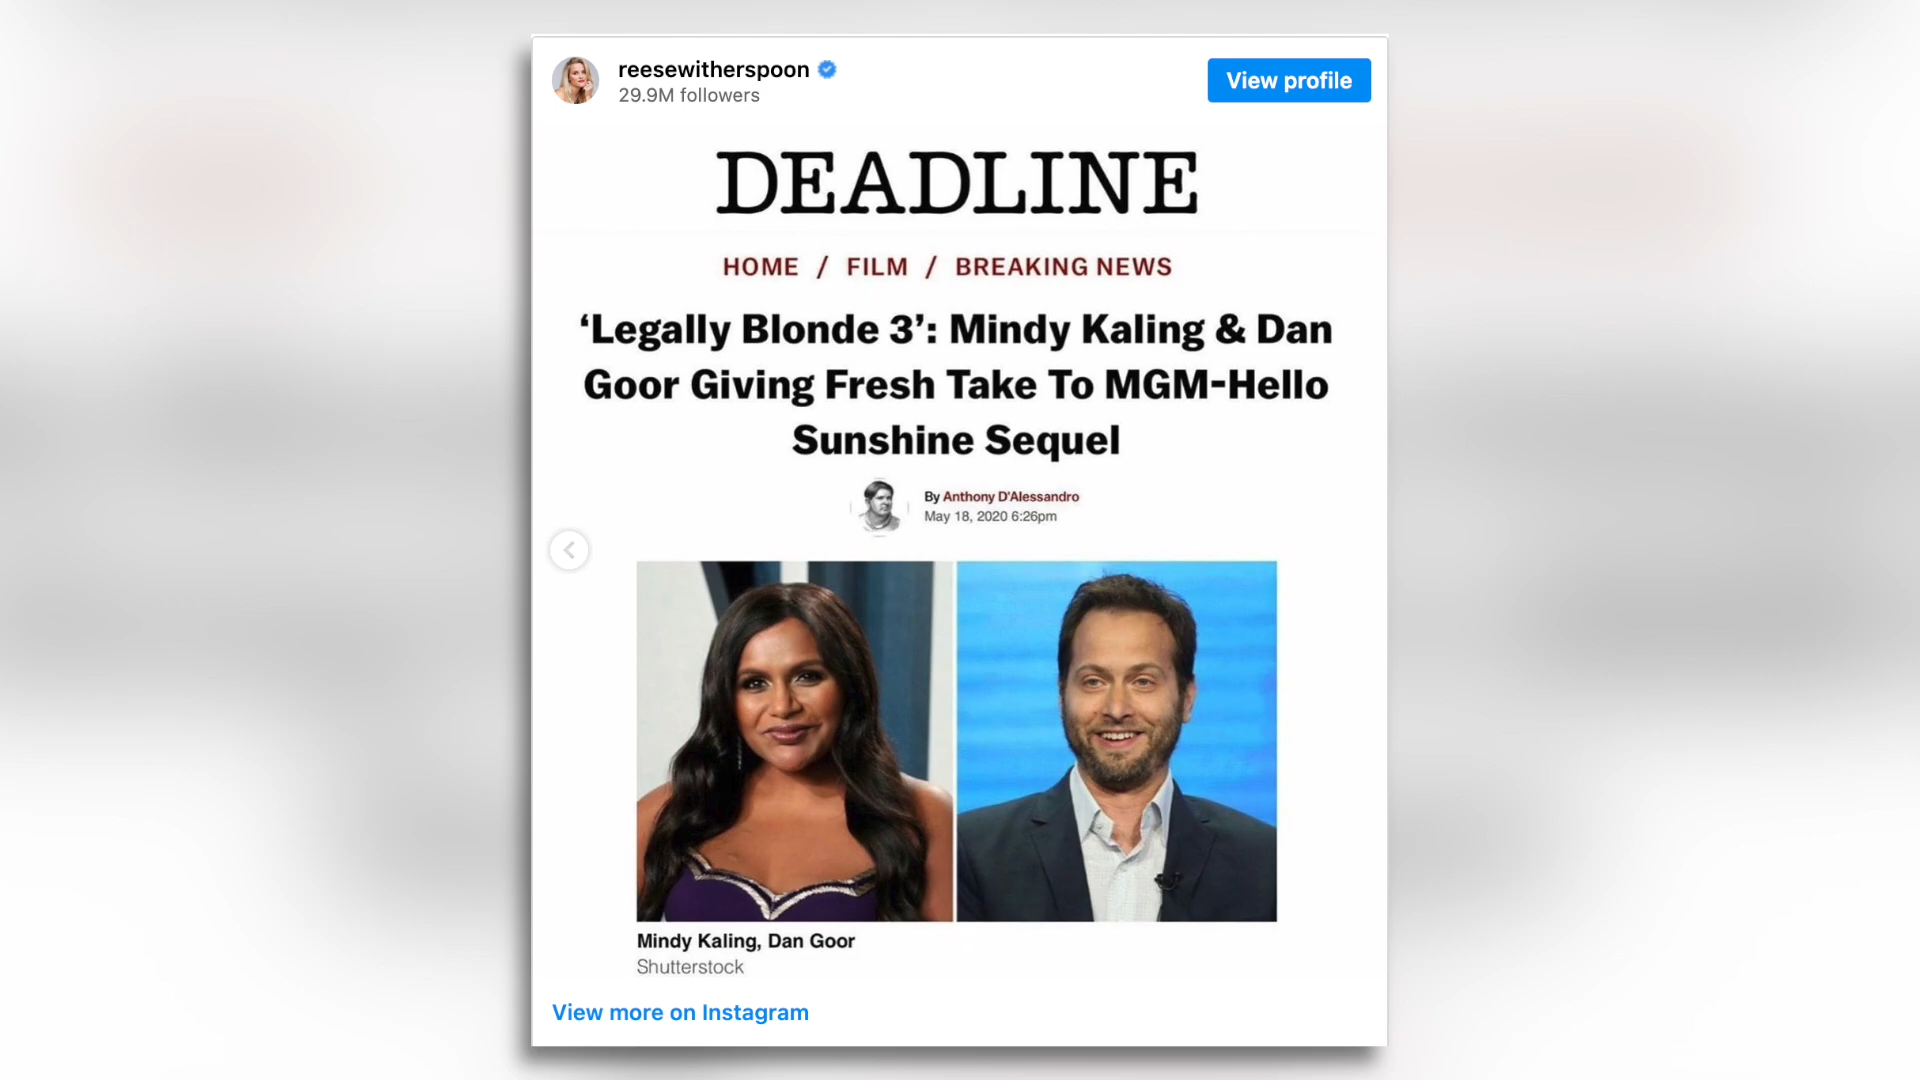 reesewitherspoon
29.9M followers
View profile
DEADLINE
HOME / FILM / BREAKING NEWS
‘Legally Blonde 3’: Mindy Kaling & Dan
Goor Giving Fresh Take To MGM-Hello
Sunshine Sequel
By Anthony D'Alessandro
May 18, 2020 6:26pm
Mindy Kaling, Dan Goor
Shutterstock
View more on Instagram